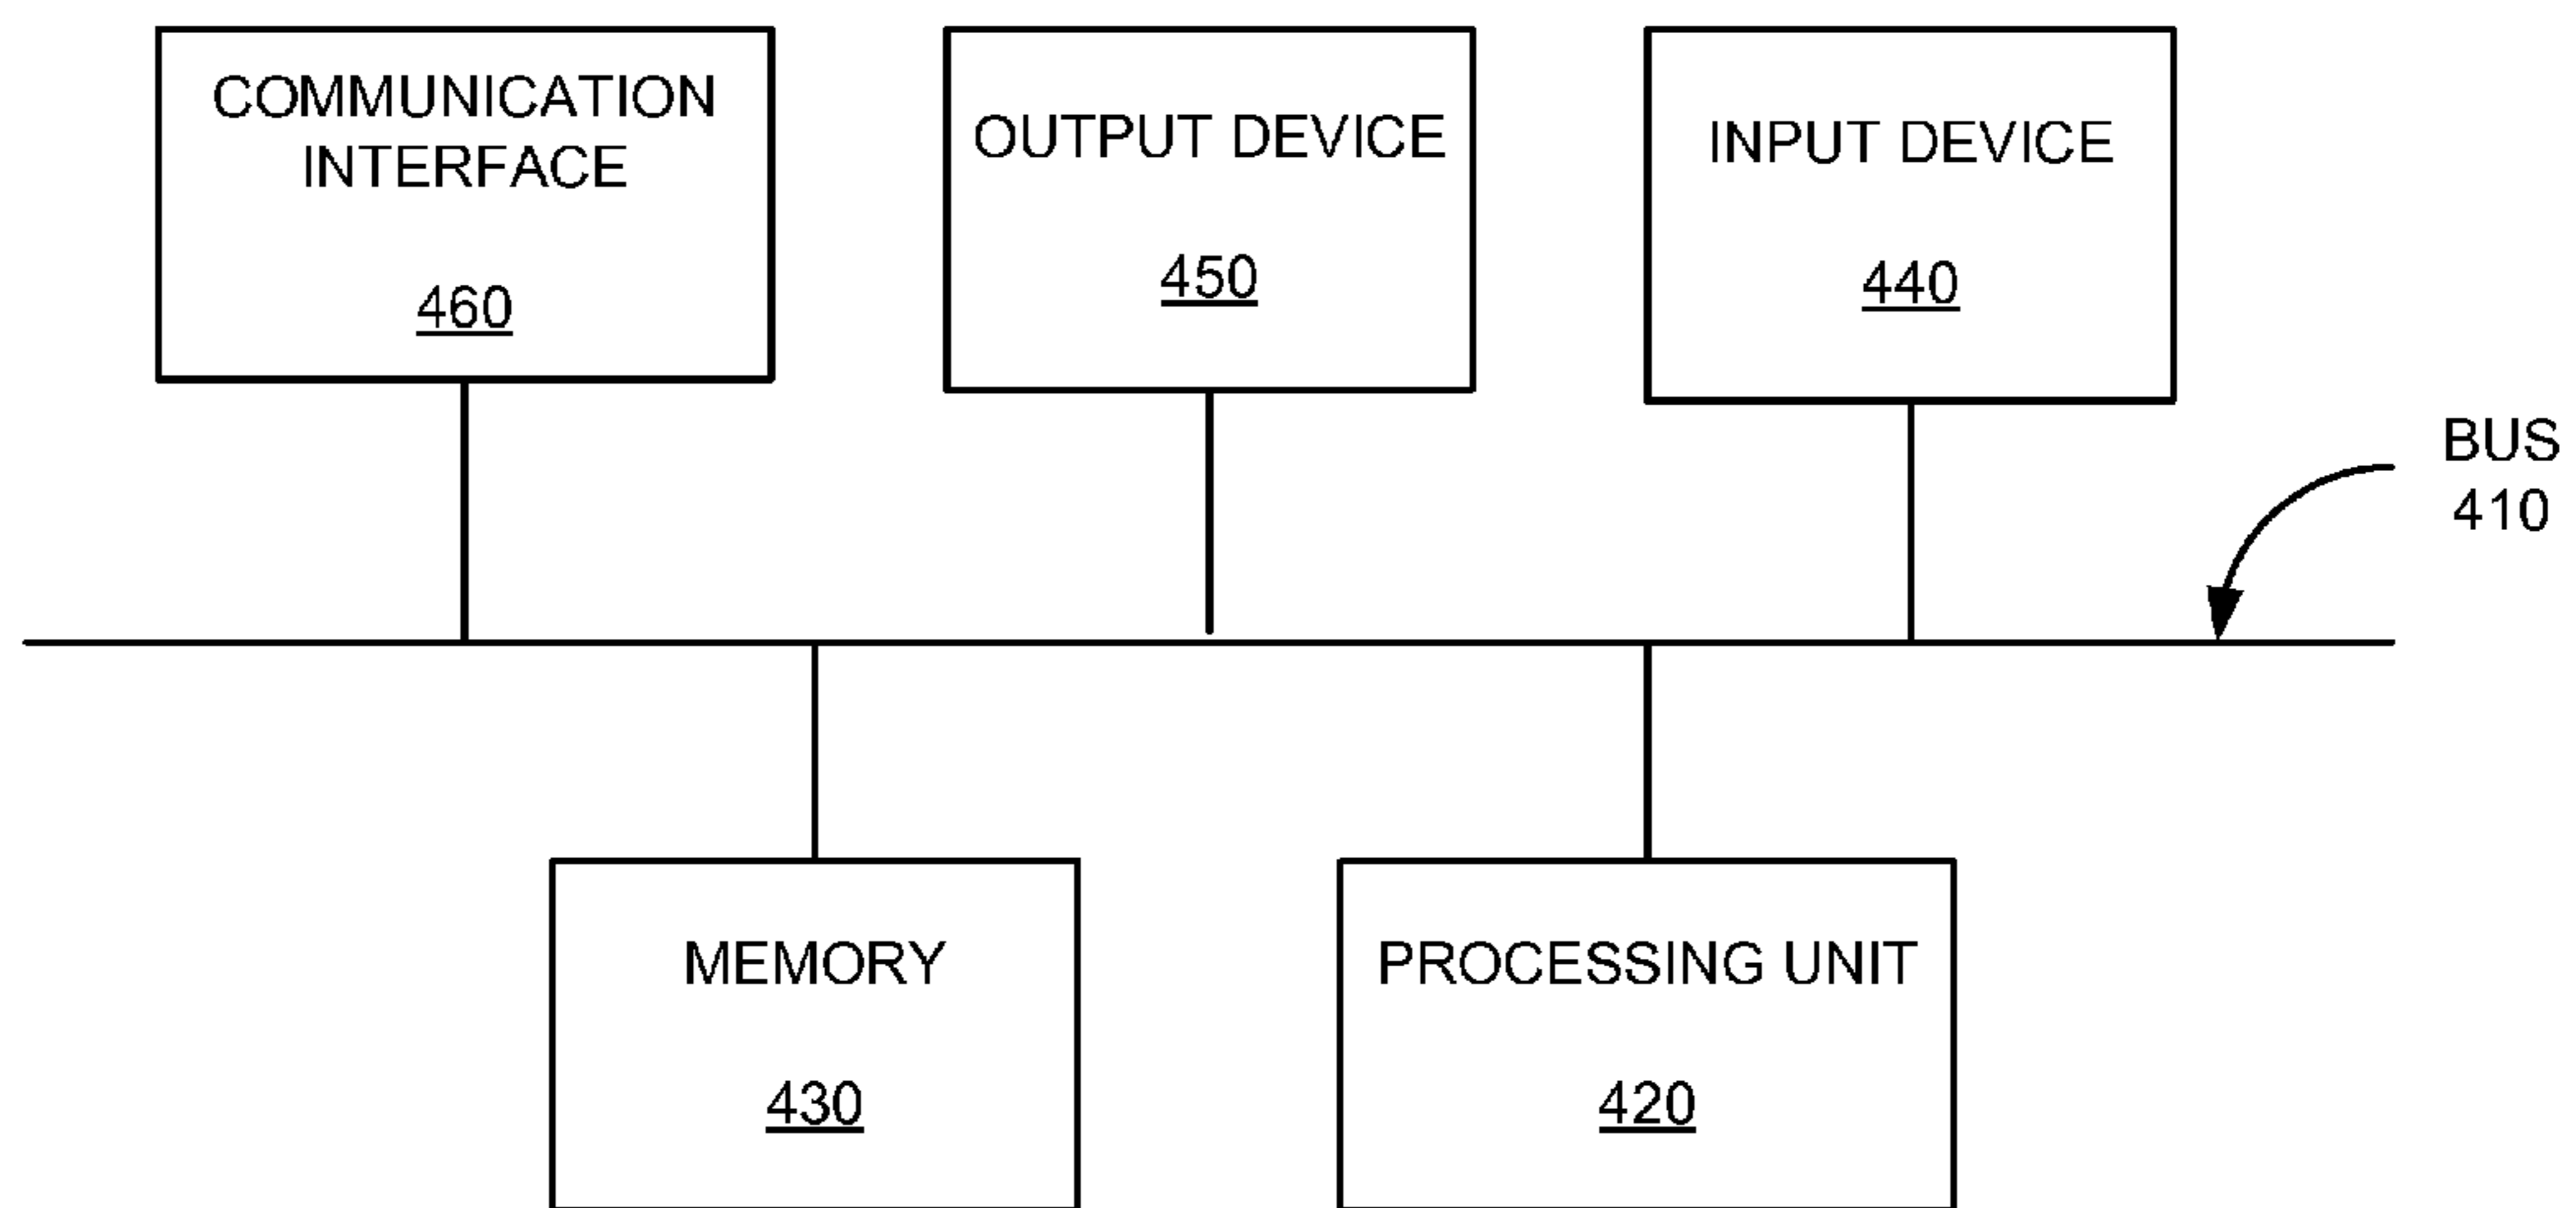 COMMUNICATION
INTERFACE
460
OUTPUT DEVICE
450
INPUT DEVICE
440
BUS
410
MEMORY
430
PROCESSING UNIT
420